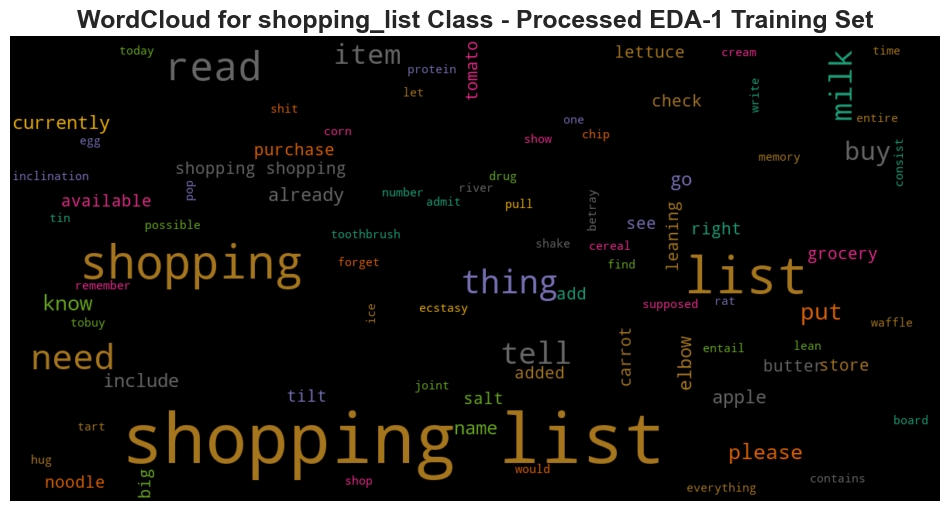 WordCloud for shopping_list Class - Processed EDA-1 Training Set
today
read
item
protein
tomato
lettuce
cream
time
milk
let
check
write
shit
entire
currently
one
chip
corn
show
egg
purchase
buy
consist
memory
shopping shopping
inclination
pop
already
number
river
drug
go
available
admit
pull
betray
tin
possible
see
leaning
right
toothbrush
shake
cereal
grocery
shopping
forget
find
list
remember
thing
add
know
ice
ecstasy
supposed
rat
put
tobuy
waffle
need
tell
carrot
elbow
entail
lean
include
added
butter
store
tilt
joint
salt
apple
tart
shopping list
name
board
hug
please
noodle
big
shop
would
everything
contains